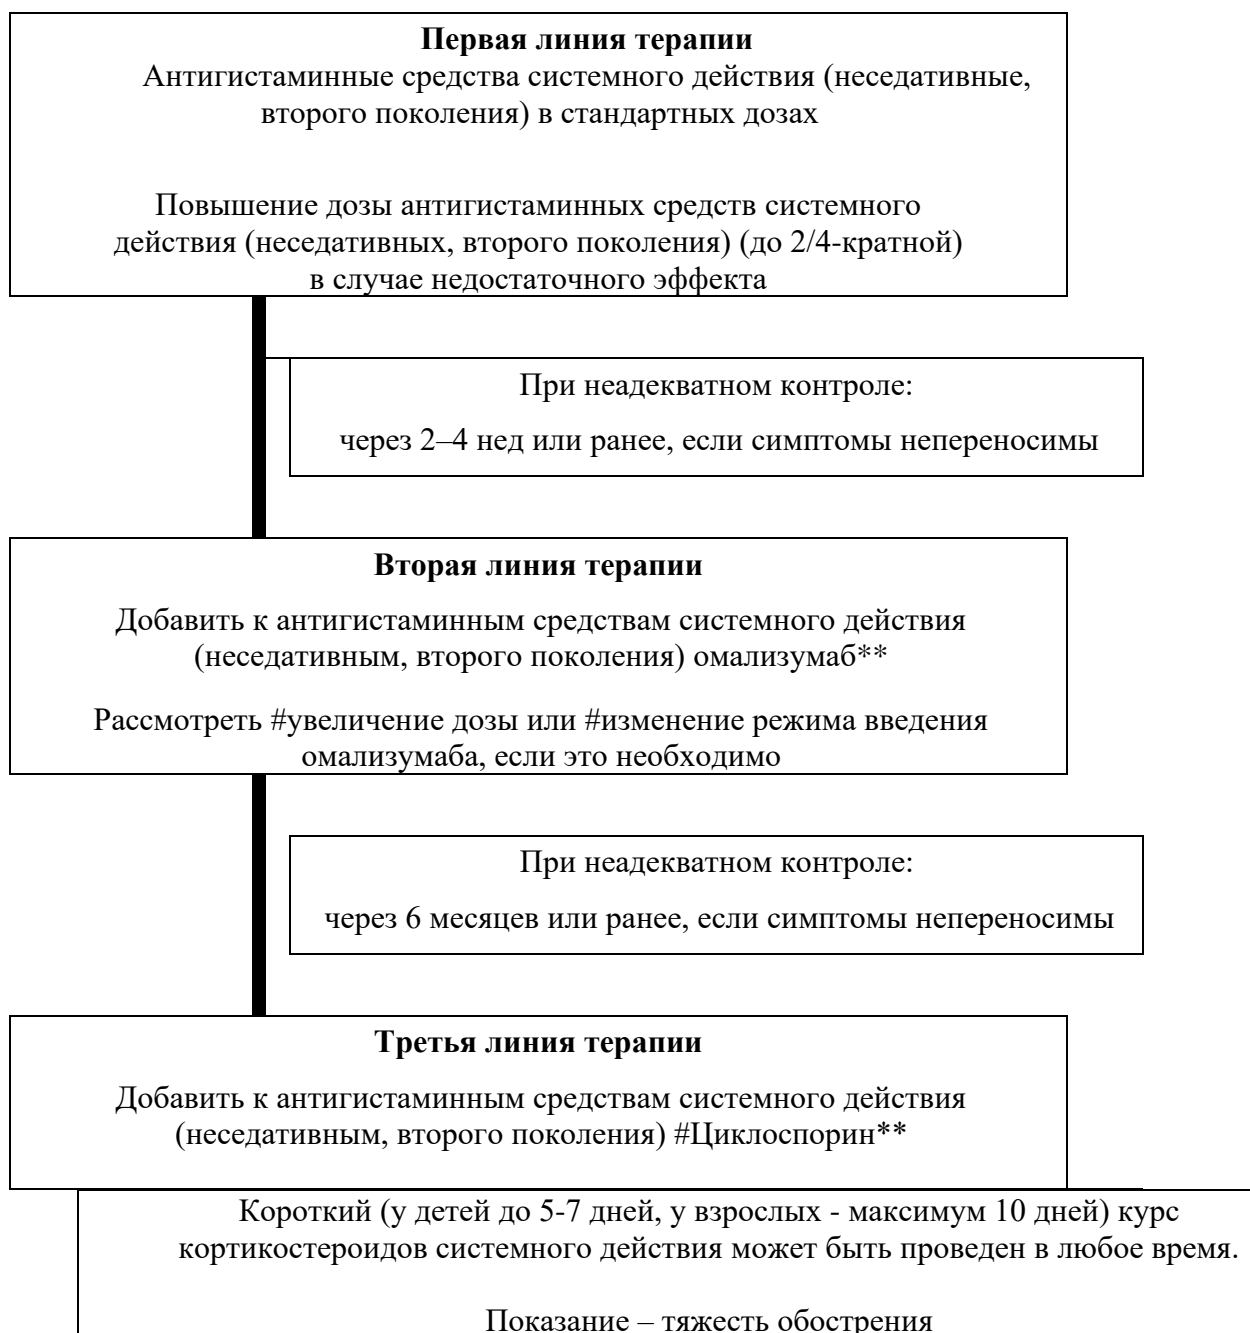 Первая линия терапии
Антигистаминные средства системного действия (неседативные,
второго поколения) в стандартных дозах
Повышение дозы антигистаминных средств системного
действия (неседативных, второго поколения) (до 2/4-кратной)
в случае недостаточного эффекта
При неадекватном контроле:
через 2–4 нед или ранее, если симптомы непереносимы
Вторая линия терапии
Добавить к антигистаминным средствам системного действия
(неседативным, второго поколения) омализумаб**
Рассмотреть #увеличение дозы или #изменение режима введения
омализумаба, если это необходимо
При неадекватном контроле:
через 6 месяцев или ранее, если симптомы непереносимы
Третья линия терапии
Добавить к антигистаминным средствам системного действия
(неседативным, второго поколения) #Циклоспорин**
Короткий (у детей до 5-7 дней, у взрослых - максимум 10 дней) курс
кортикостероидов системного действия может быть проведен в любое время.
Показание – тяжесть обострения